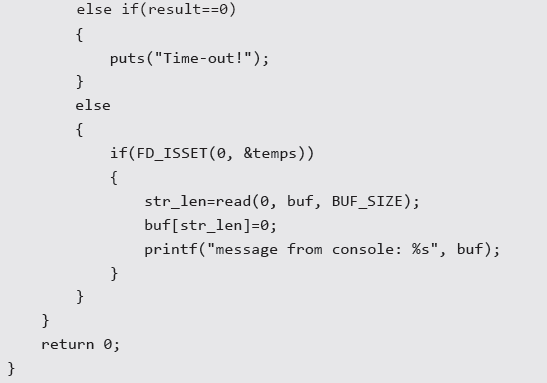 else if(result==0)
{
puts("Time-out!");
}
else
{
if(FD_ISSET(0, &temps))
{
str_len=read(0, buf, BUF_SIZE);
buf[str_len]=0;
printf("message from console: %s", buf);
}
}
}
return 0;
}